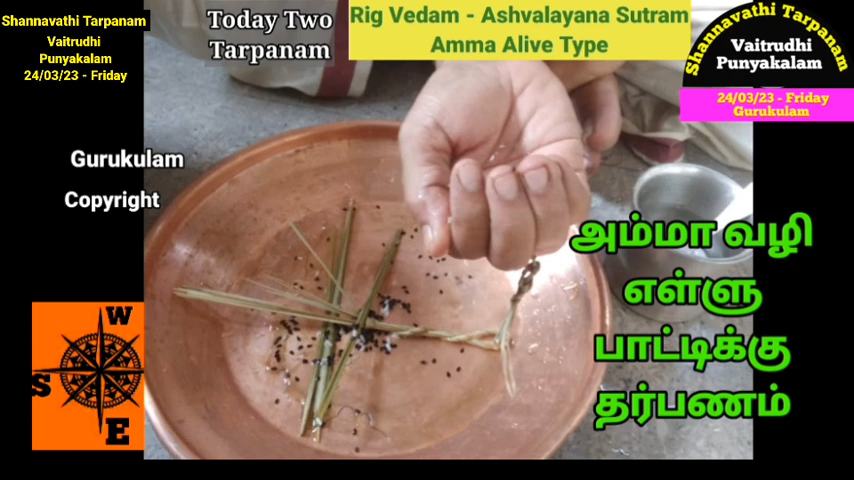 Shannavathi Tarpanam
Vaitrudhi
Punyakalam
24/03/23 - Friday
Today Two
Tarpanam
Rig Vedam - Ashvalayana Sutram
Amma Alive Type
Shannavathi Tarpanam
Vaitrudhi
Punyakalam
24/03/23 - Friday
Gurukulam
Gurukulam
Copyright
அம்மா வழி
எள்ளு
பாட்டிக்கு
தர்பணம்
W
S
E